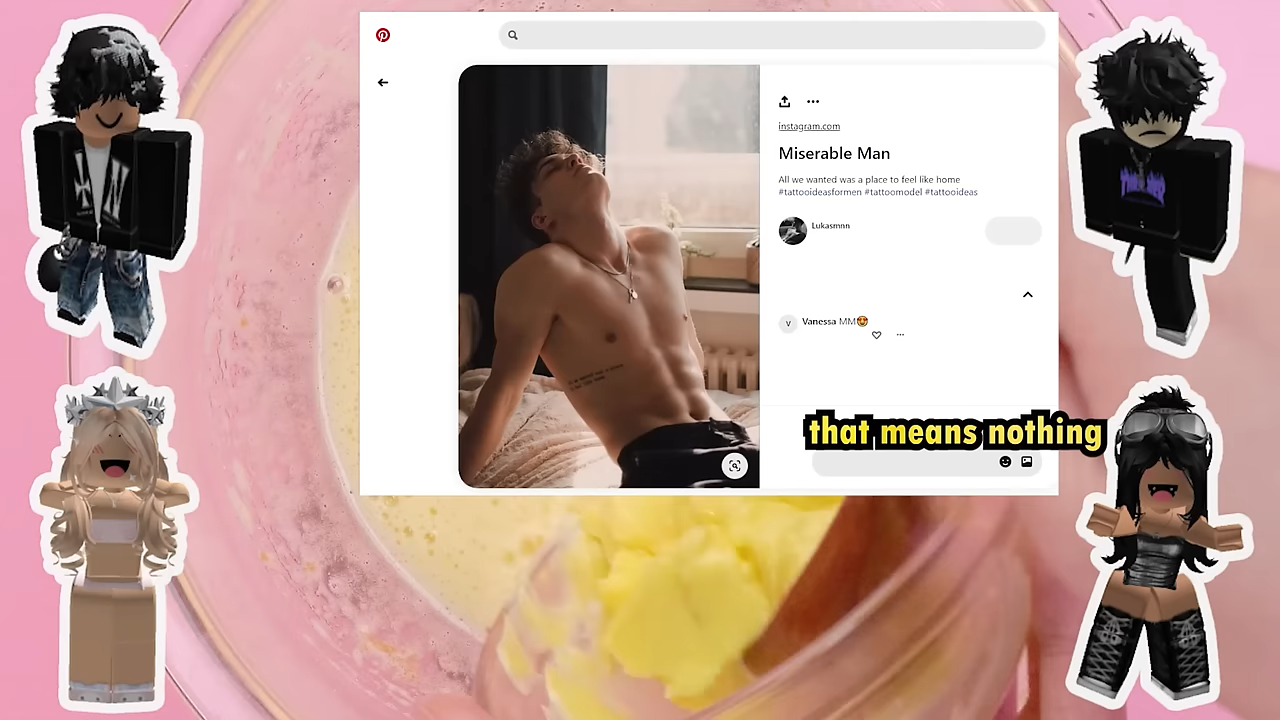 instagram.com
Miserable Man
All we wanted was a place to feel like home
#tattooideasformen #tattoomodel #tattooideas
Lukasmnn
V
Vanessa MM😍
that means nothing